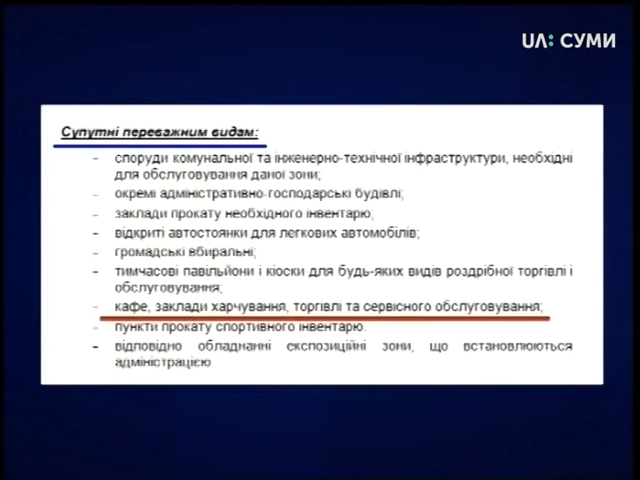 UA: СУМИ
Супутні переважним видам:
- споруди комунальної та інженерно-технічної інфраструктури, необхідні
для обслуговування даної зони;
- окремі адміністративно-господарські будівлі;
- заклади прокату необхідного інвентарю;
- відкриті автостоянки для легкових автомобілів;
- громадські вбиральні;
- тимчасові павільйони і кіоски для будь-яких видів роздрібної торгівлі і
обслуговування;
- кафе, заклади харчування, торгівлі та сервісного обслуговування;
- пункти прокату спортивного інвентарю.
- відповідно обладнанні експозиційні зони, що встановлюються
адміністрацією.